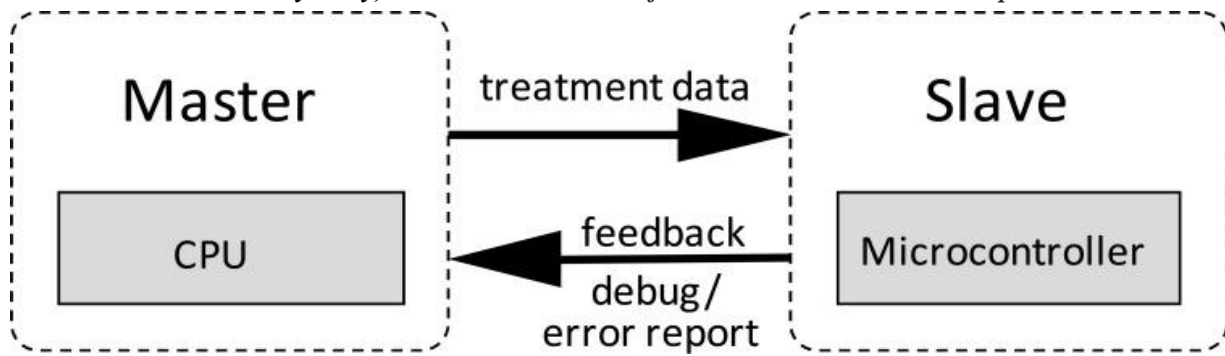 Master
CPU
treatment data
feedback
debug/
error report
Slave
Microcontroller